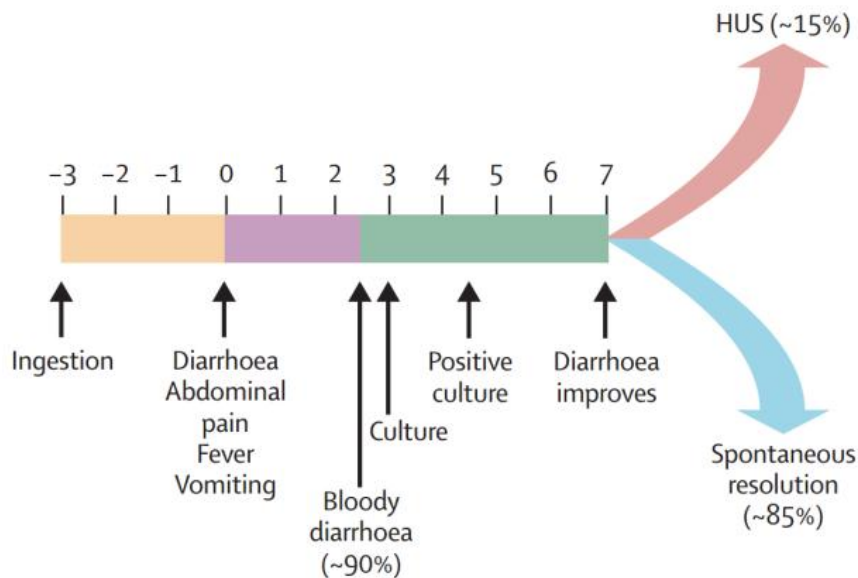 HUS (~15%)
−3 −2 −1 0 1 2 3 4 5 6 7
Ingestion
Diarrhoea
Abdominal
pain
Fever
Vomiting
Bloody
diarrhoea
(~90%)
Culture
Positive
culture
Diarrhoea
improves
Spontaneous
resolution
(~85%)